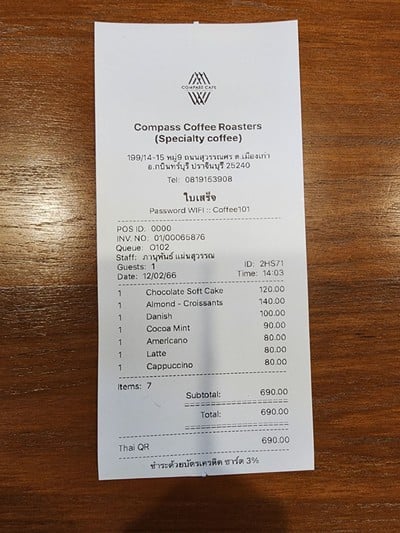 COMPASS CAFE
Compass Coffee Roasters
(Specialty coffee)
199/14-15 หมู่9 ถนนสุวรรณศร ต.เมืองเก่า
อ.กบินทร์บุรี ปราจีนบุรี 25240
Tel: 0819153908
ใบเสร็จ
Password WIFI :: Coffee101
POS ID: 0000
INV. NO: 01/00065876
Queue: O102
Staff: ภานุพันธ์ แผ่นสุวรรณ
Guests: 1 ID: 2HS71
Date: 12/02/66 Time: 14:03
1 Chocolate Soft Cake 120.00
1 Almond - Croissants 140.00
1 Danish 100.00
1 Cocoa Mint 90.00
1 Americano 80.00
1 Latte 80.00
1 Cappuccino 80.00
Items: 7
Subtotal: 690.00
Total: 690.00
Thai QR 690.00
ชำระด้วยบัตรเครดิต ชาร์ต 3%